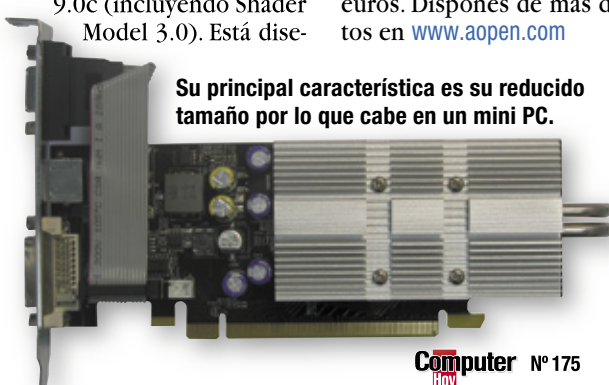 9.0c (incluyendo Shader
Model 3.0). Está dise-
euros. Dispones de más d
tos en www.aopen.com
Su principal característica es su reducido
tamaño por lo que cabe en un mini PC.
Computer Nº 175
Hoy